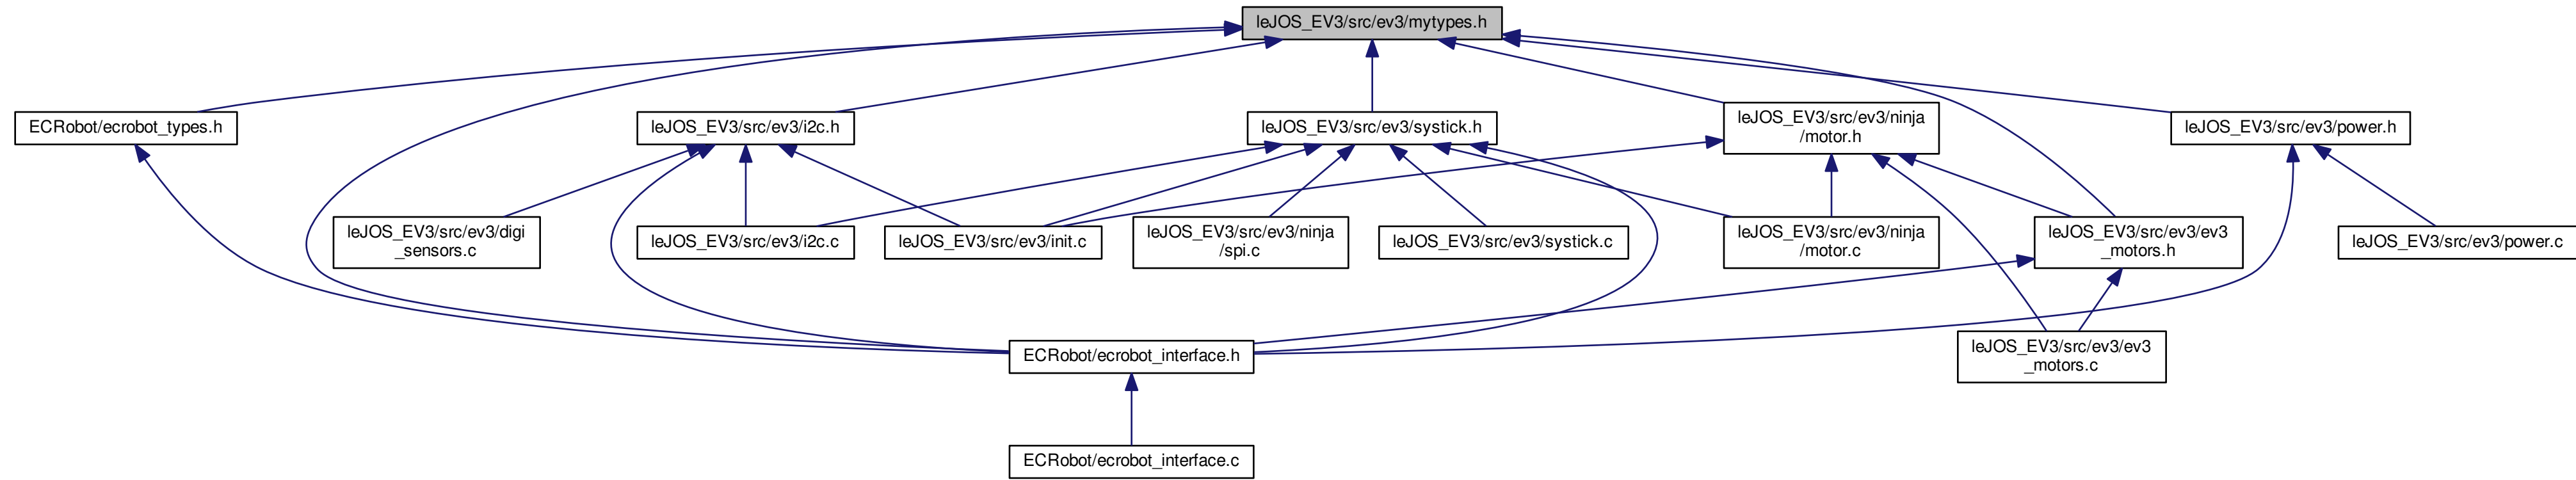 leJOS_EV3/src/ev3/mytypes.h
ECRobot/ecrobot_types.h
leJOS_EV3/src/ev3/i2c.h
leJOS_EV3/src/ev3/systick.h
leJOS_EV3/src/ev3/ninja
/motor.h
leJOS_EV3/src/ev3/power.h
leJOS_EV3/src/ev3/digi
_sensors.c
leJOS_EV3/src/ev3/i2c.c
leJOS_EV3/src/ev3/init.c
leJOS_EV3/src/ev3/ninja
/spi.c
leJOS_EV3/src/ev3/systick.c
leJOS_EV3/src/ev3/ninja
/motor.c
leJOS_EV3/src/ev3/ev3
_motors.h
leJOS_EV3/src/ev3/power.c
ECRobot/ecrobot_interface.h
leJOS_EV3/src/ev3/ev3
_motors.c
ECRobot/ecrobot_interface.c